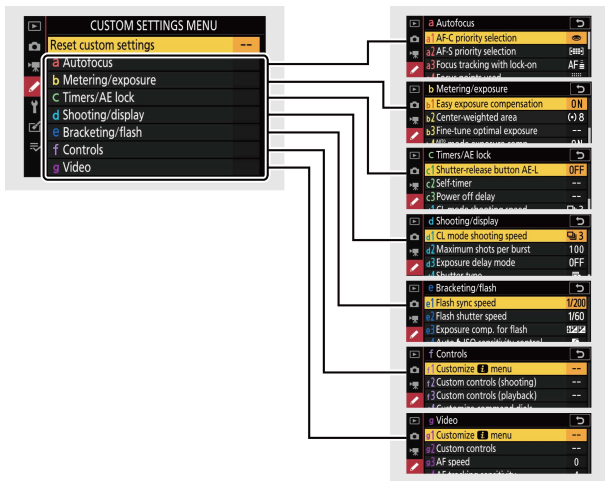 CUSTOM SETTINGS MENU
Reset custom settings --
a Autofocus
b Metering/exposure
c Timers/AE lock
d Shooting/display
e Bracketing/flash
f Controls
g Video
a Autofocus
a1 AF-C priority selection
a2 AF-S priority selection
a3 Focus tracking with lock-on AF
b Metering/exposure
b1 Easy exposure compensation ON
b2 Center-weighted area (•) 8
b3 Fine-tune optimal exposure --
c Timers/AE lock
c1 Shutter-release button AE-L OFF
c2 Self-timer --
c3 Power off delay --
d Shooting/display
d1 CL mode shooting speed 3
d2 Maximum shots per burst 100
d3 Exposure delay mode OFF
d4 Shutter type
e Bracketing/flash
e1 Flash sync speed 1/200
e2 Flash shutter speed 1/60
e3 Exposure comp. for flash
f Controls
f1 Customize i menu --
f2 Custom controls (shooting) --
f3 Custom controls (playback) --
g Video
g1 Customize i menu --
g2 Custom controls --
g3 AF speed 0